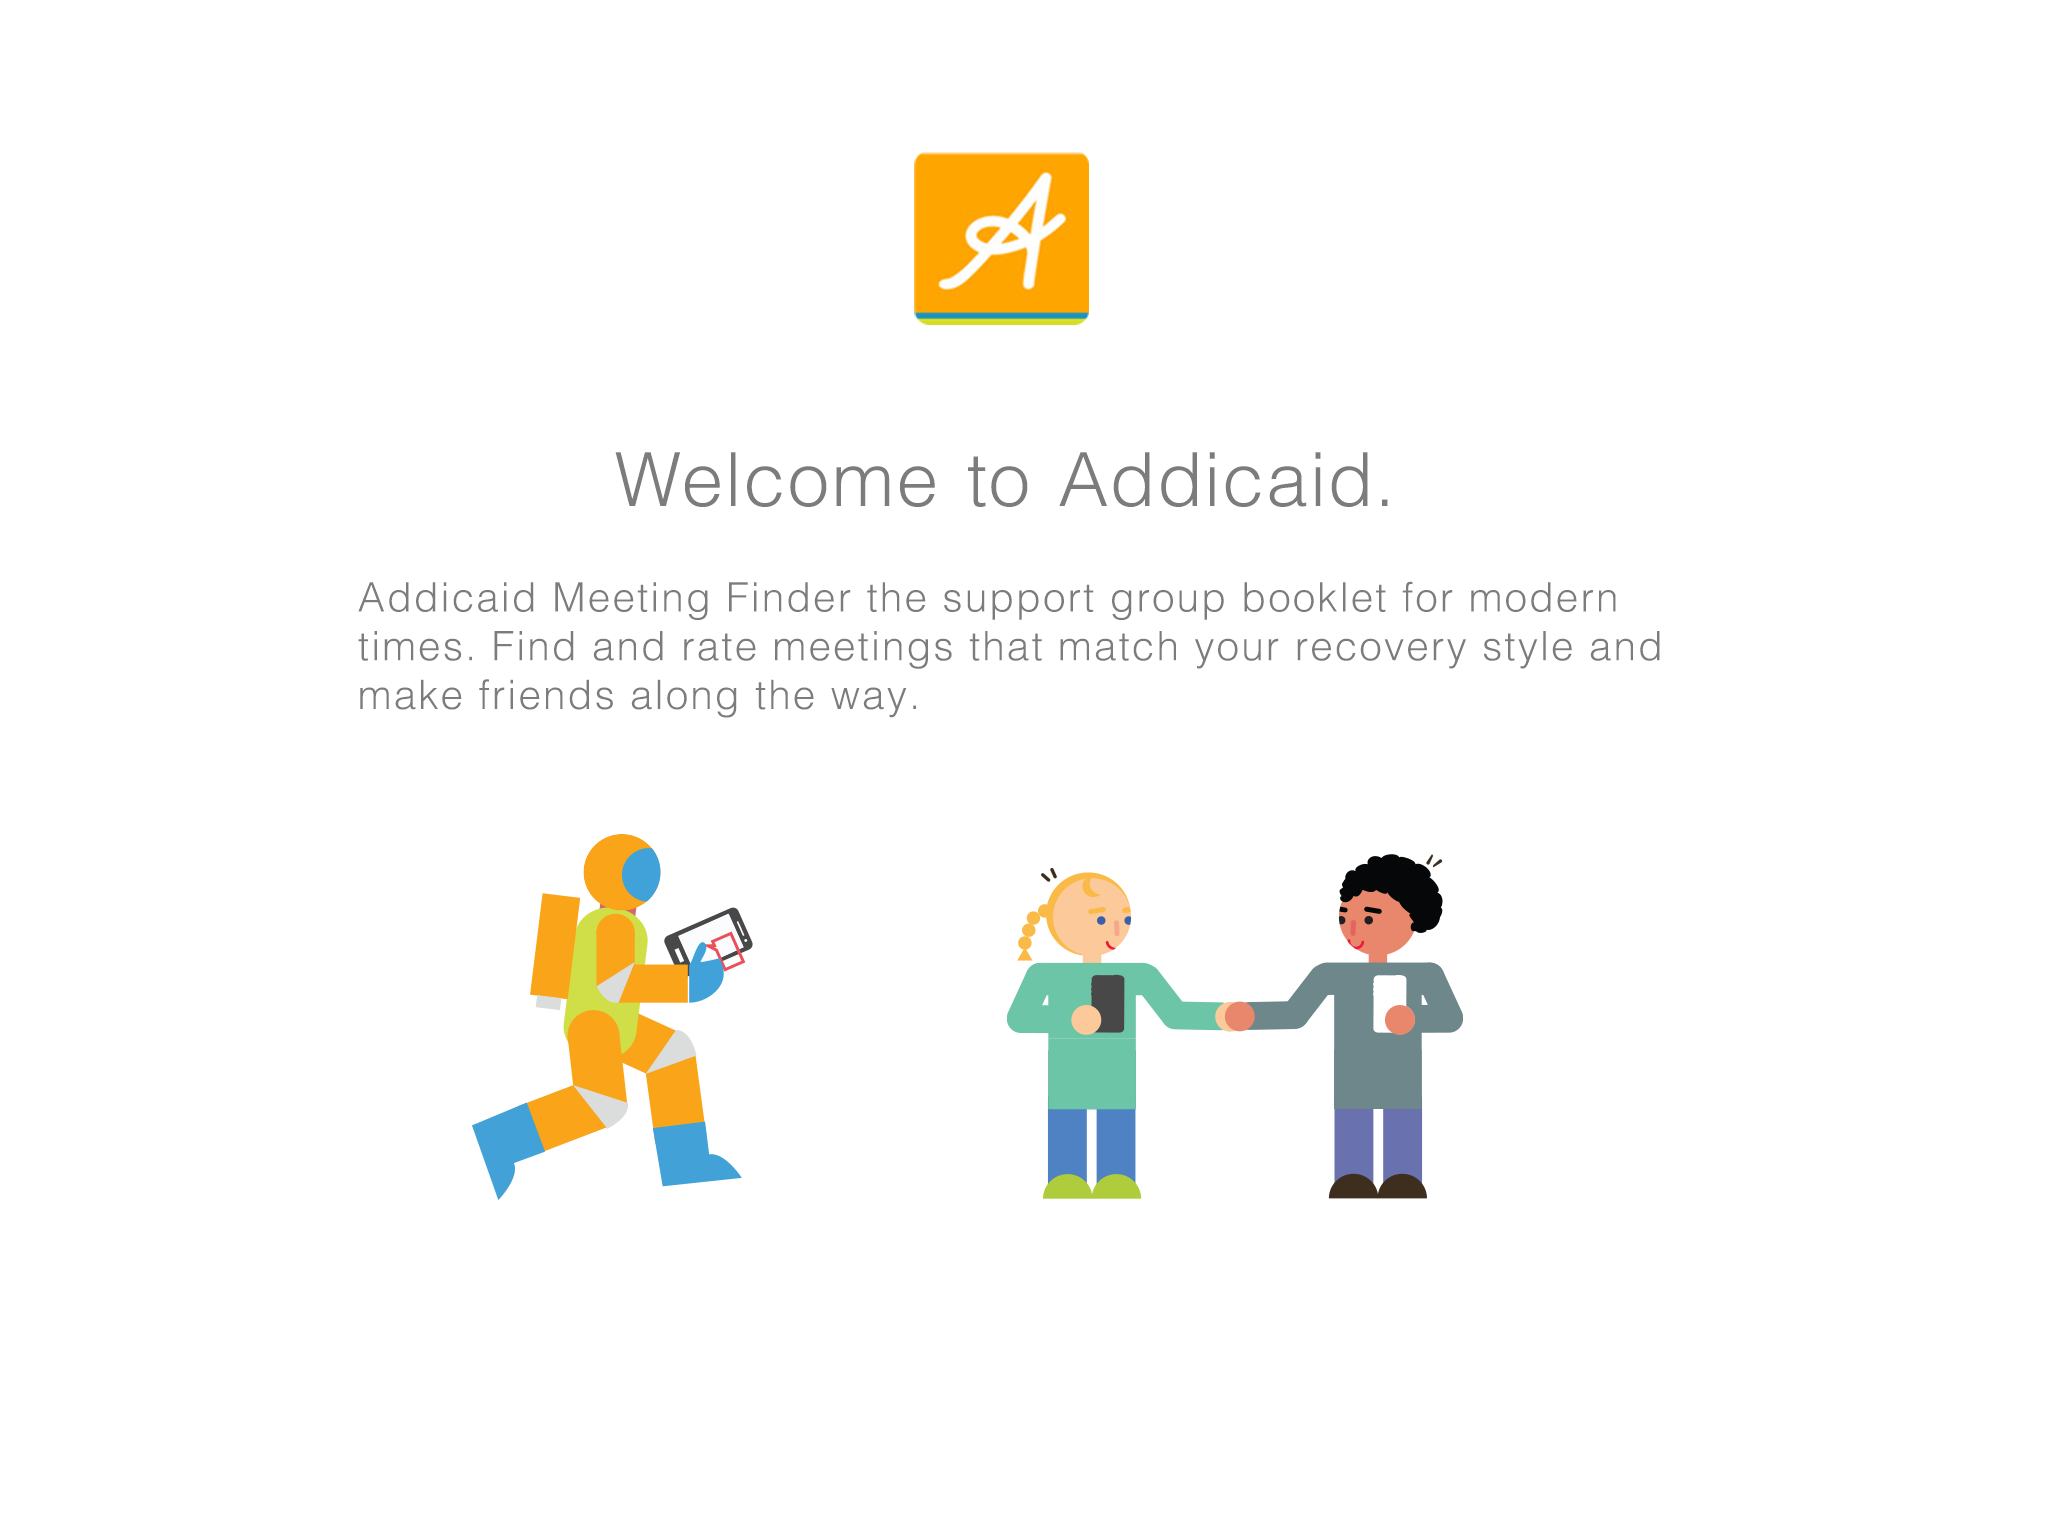 A
Welcome to Addicaid.
Addicaid Meeting Finder the support group booklet for modern
times. Find and rate meetings that match your recovery style and
make friends along the way.